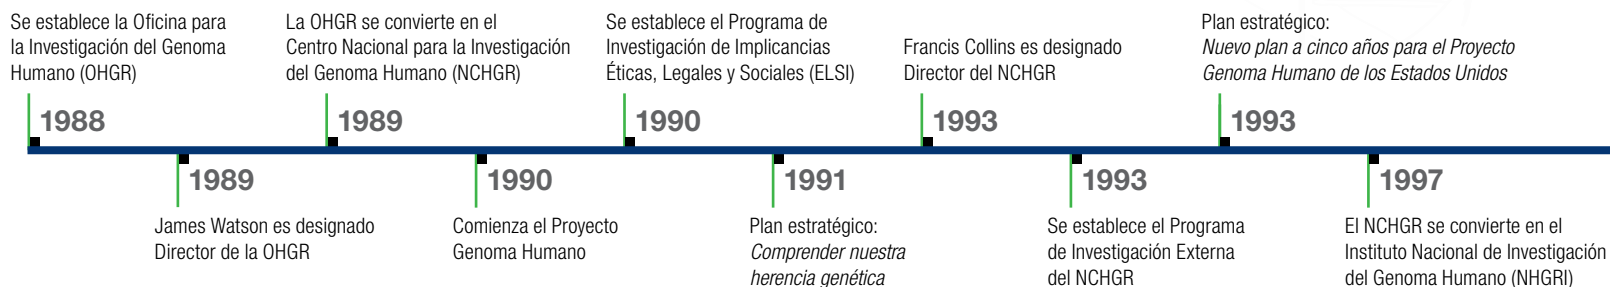 Se establece la Oficina para
la Investigación del Genoma
Humano (OHGR)
1988
1989
James Watson es designado
Director de la OHGR
La OHGR se convierte en el
Centro Nacional para la Investigación
del Genoma Humano (NCHGR)
1989
1990
Comienza el Proyecto
Genoma Humano
Se establece el Programa de
Investigación de Implicancias
Éticas, Legales y Sociales (ELSI)
1990
1991
Plan estratégico:
Comprender nuestra
herencia genética
Francis Collins es designado
Director del NCHGR
1993
1993
Se establece el Programa
de Investigación Externa
del NCHGR
Plan estratégico:
Nuevo plan a cinco años para el Proyecto
Genoma Humano de los Estados Unidos
1993
1997
El NCHGR se convierte en el
Instituto Nacional de Investigación
del Genoma Humano (NHGRI)